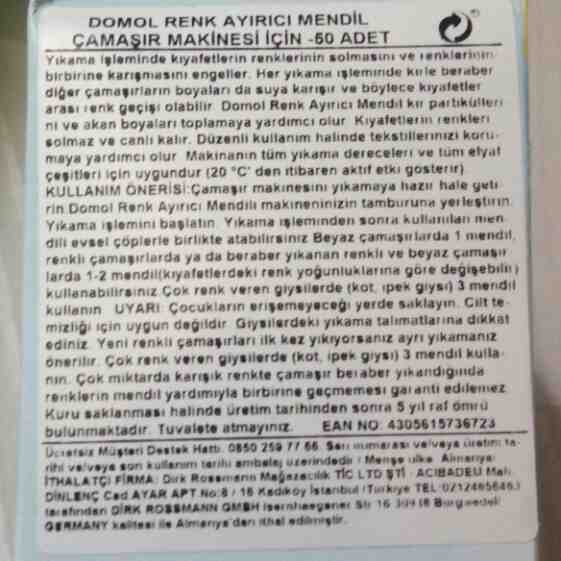 DOMOL RENK AYIRICI MENDİL
ÇAMAŞIR MAKİNESİ İÇİN -50 ADET
Yıkama işleminde kıyafetlerin renklerinin solmasını ve renklerinin
birbirine karışmasını engeller. Her yıkama işleminde kirle beraber
diğer çamaşırların boyaları da suya karışır ve böylece kıyafetler
arası renk geçişi olabilir. Domol Renk Ayırıcı Mendil kir partikülleri
ni ve akan boyaları toplamaya yardımcı olur. Kıyafetlerin renkleri
solmaz ve canlı kalır. Düzenli kullanım halinde tekstillerinizi koru-
maya yardımcı olur. Makinanın tüm yıkama dereceleri ve tüm elyaf
çeşitleri için uygundur (20 °C' den itibaren aktif etki gösterir)
KULLANIM ÖNERİSİ:Çamaşır makinesini yıkamaya hazır hale geti
rin.Domol Renk Ayırıcı Mendili makineninizin tamburuna yerleştirin.
Yıkama işlemini başlatın. Yıkama işleminden sonra kullanılan men-
dili evsel çöplerle birlikte atabilirsiniz.Beyaz çamaşırlarda 1 mendil,
renkli çamaşırlarda ya da beraber yıkanan renkli ve beyaz çamaşır
larda 1-2 mendil(kıyafetlerdeki renk yoğunluklarına göre değişebilir)
kullanabilirsiniz.Çok renk veren giysilerde (kot, ipek giysi) 3 mendil
kullanın UYARI: Çocukların erişemeyeceği yerde saklayın. Cilt te-
mizliği için uygun değildir. Giysilerdeki yıkama talimatlarına dikkat
ediniz. Yeni renkli çamaşırları ilk kez yıkıyorsanız ayrı yıkamanız
önerilir. Çok renk veren giysilerde (kot, ipek giysi) 3 mendil kulla-
nın. Çok miktarda karışık renkte çamaşır beraber yıkandığında
renklerin mendil yardımıyla birbirine geçmemesi garanti edilemez.
Kuru saklanması halinde üretim tarihinden sonra 5 yıl raf ömrü
bulunmaktadır. Tuvalete atmayınız. EAN NO: 4305615736723
Ücretsiz Müşteri Destek Hattı: 0850 259 77 66. Seri numarası ve/veya üretim ta-
rihi ve/veya son kullanım tarihi ambalaj üzerindedir / Menşe ülke Almanya
İTHALATÇI FİRMA: Dirk Rossmann Mağazacılık TİC LTD ŞTİ - ACIBADEM Mah.
DİNLENÇ Cad AYAR APT No:8 / 16 Kadıköy İstanbul /Türkiye
tarafından DIRK ROSSMANN GMBH Isernhaegener Str 16 Burgwedel/
GERMANY kalitesi ile Almanya'dan ithal edilmiştir.